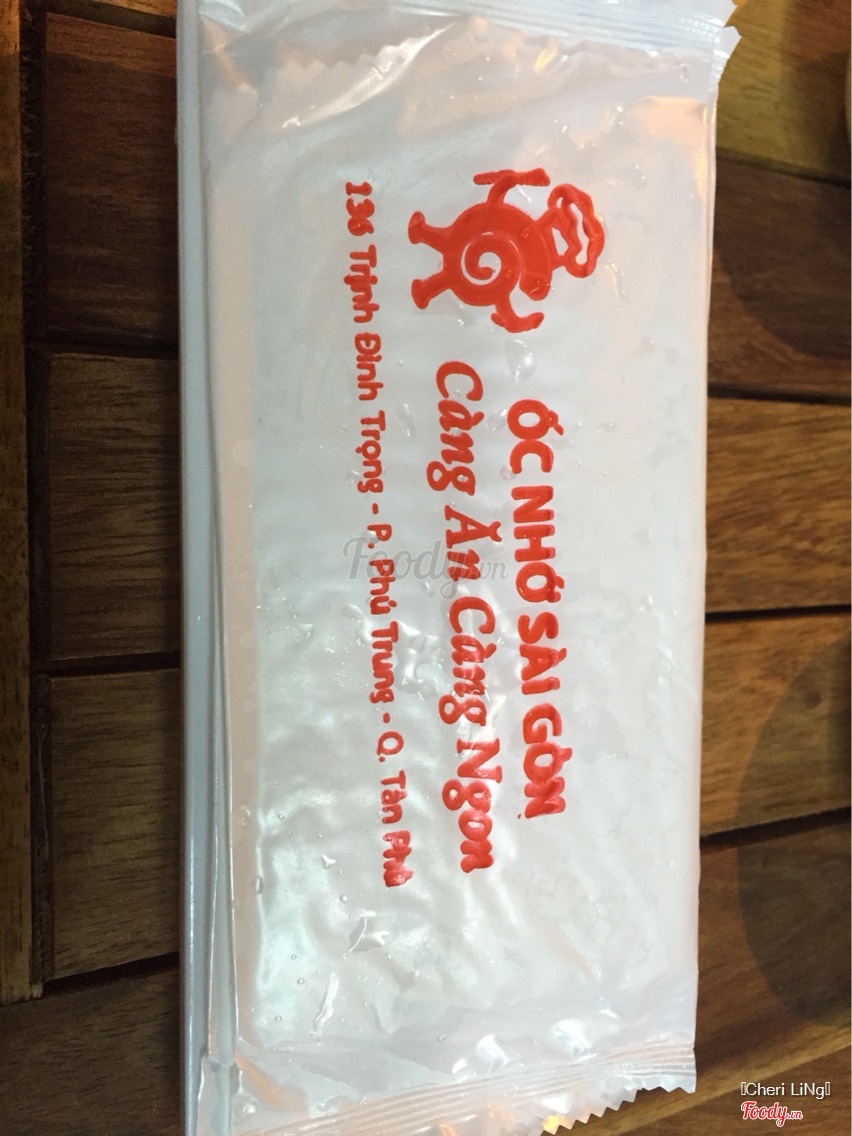 ỐC NHỚ SÀI GÒN
Càng Ăn Càng Ngon
136 Trịnh Đình Trọng - P. Phú Trung - Q. Tân Phú
Foody.vn
Cheri LiNg
Foody.vn